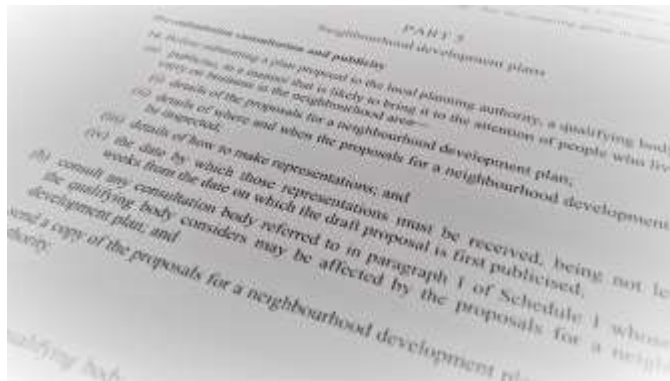 PART 5
Neighbourhood development plans
Pre-submission consultation and publicity
14. Before submitting a plan proposal to the local planning authority, a qualifying body
(a) publicise, in a manner that is likely to bring it to the attention of people who live
carry on business in the neighbourhood area—
(i) details of the proposals for a neighbourhood development plan;
(ii) details of where and when the proposals for a neighbourhood development
be inspected;
(iii) details of how to make representations; and
(iv) the date by which those representations must be received, being not le
weeks from the date on which the draft proposal is first publicised;
(b) consult any consultation body referred to in paragraph 1 of Schedule 1 whose
the qualifying body considers may be affected by the proposals for a neigh
development plan; and
send a copy of the proposals for a neighbourhood development pla
thority.
qualifying body